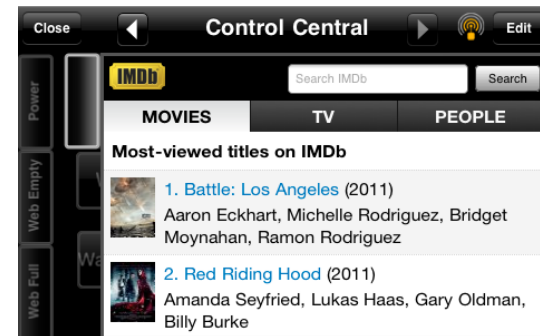 Close
Control Central
Edit
Power
Web Empty
Web Full
IMDb
Search IMDb
Search
MOVIES
TV
PEOPLE
Most-viewed titles on IMDb
1. Battle: Los Angeles (2011)
Aaron Eckhart, Michelle Rodriguez, Bridget
Moynahan, Ramon Rodriguez
2. Red Riding Hood (2011)
Amanda Seyfried, Lukas Haas, Gary Oldman,
Billy Burke